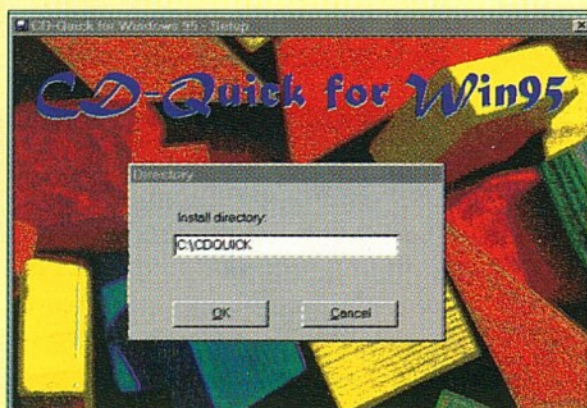 CD-Quick for Windows 95 - Setup
CD-Quick for Win95
Directory
Install directory:
C:\CDQUICK
OK
Cancel